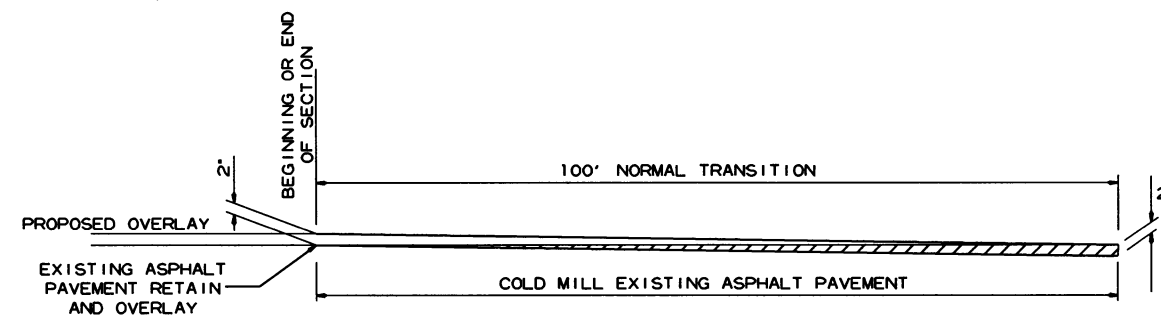 BEGINNING OR END
OF SECTION
2"
100' NORMAL TRANSITION
2
PROPOSED OVERLAY
EXISTING ASPHALT
PAVEMENT RETAIN
AND OVERLAY
COLD MILL EXISTING ASPHALT PAVEMENT